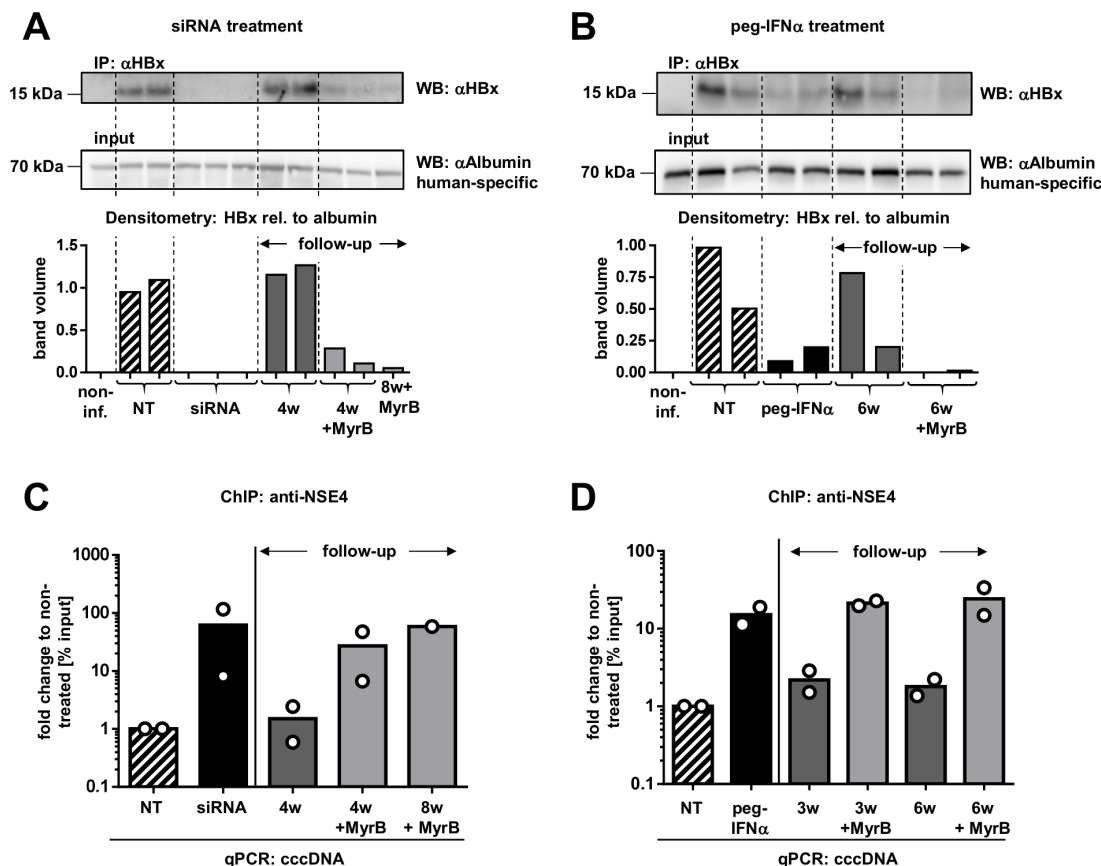 A
siRNA treatment
IP: αHBx
15 kDa
WB: αHBx
input
70 kDa
WB: αAlbumin
human-specific
Densitometry: HBx rel. to albumin
follow-up
band volume
1.5
1.0
0.5
0.0
non-
inf.
NT
siRNA
4w
4w
+MyrB
8w+
MyrB
B
peg-IFNα treatment
IP: αHBx
15 kDa
WB: αHBx
input
70 kDa
WB: αAlbumin
human-specific
Densitometry: HBx rel. to albumin
follow-up
band volume
1.00
0.75
0.50
0.25
0.00
non-
inf.
NT
peg-IFNα
6w
6w
+MyrB
C
ChIP: anti-NSE4
follow-up
fold change to non-
treated [% input]
1000
100
10
1
0.1
NT
siRNA
4w
4w
+MyrB
8w
+ MyrB
qPCR: cccDNA
D
ChIP: anti-NSE4
follow-up
fold change to non-
treated [% input]
100
10
1
0.1
NT
peg-
IFNα
3w
3w
+MyrB
6w
6w
+ MyrB
qPCR: cccDNA